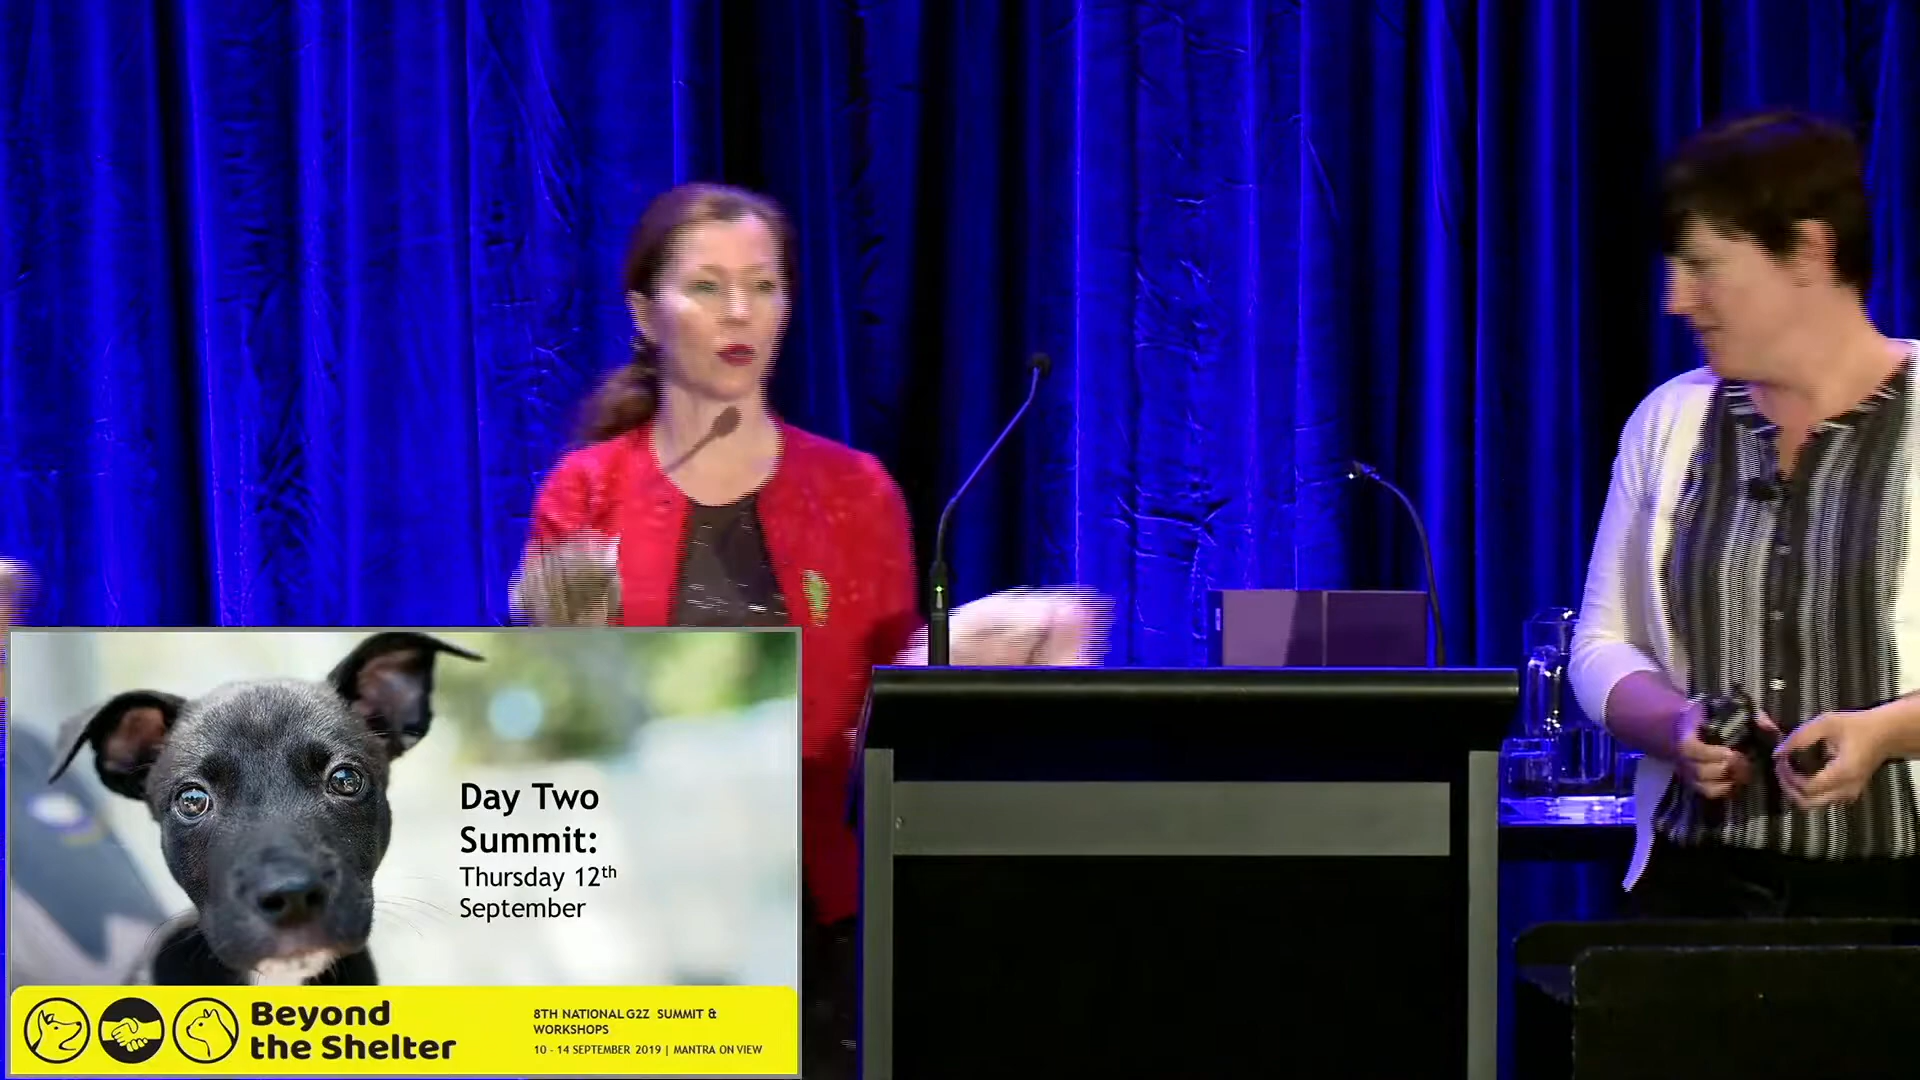 Day Two
Summit:
Thursday 12th
September
Beyond
the Shelter
8TH NATIONAL G2Z SUMMIT &
WORKSHOPS
10 - 14 SEPTEMBER 2019 | MANTRA ON VIEW